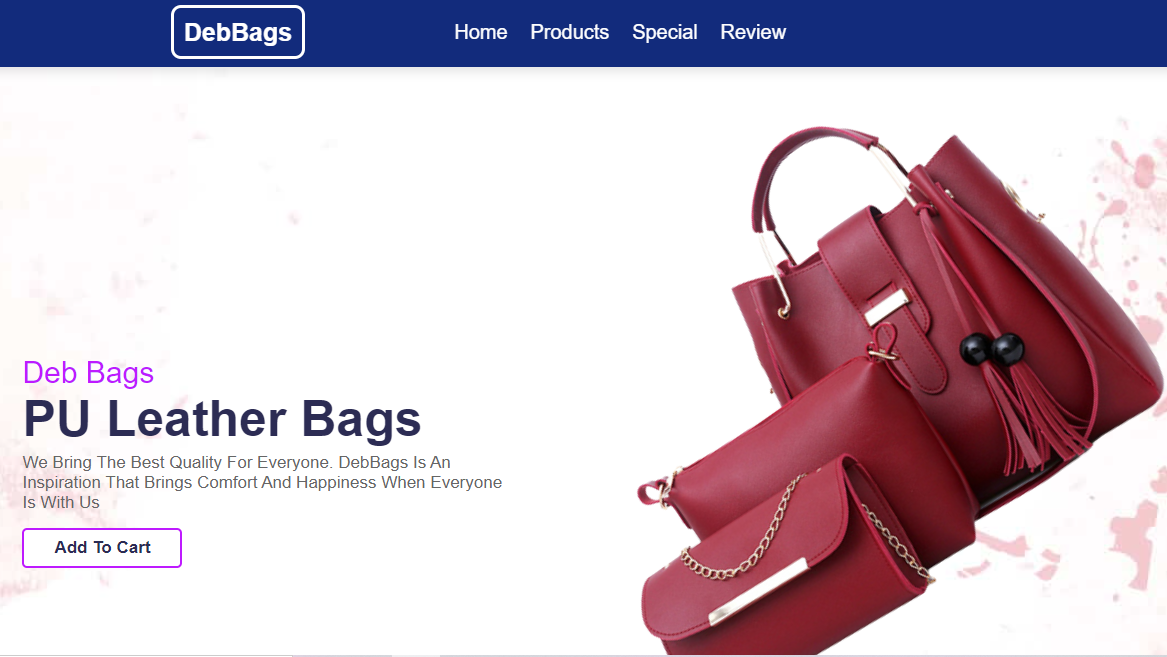 DebBags
Home Products Special Review
Deb Bags
PU Leather Bags
We Bring The Best Quality For Everyone. DebBags Is An
Inspiration That Brings Comfort And Happiness When Everyone
Is With Us
Add To Cart